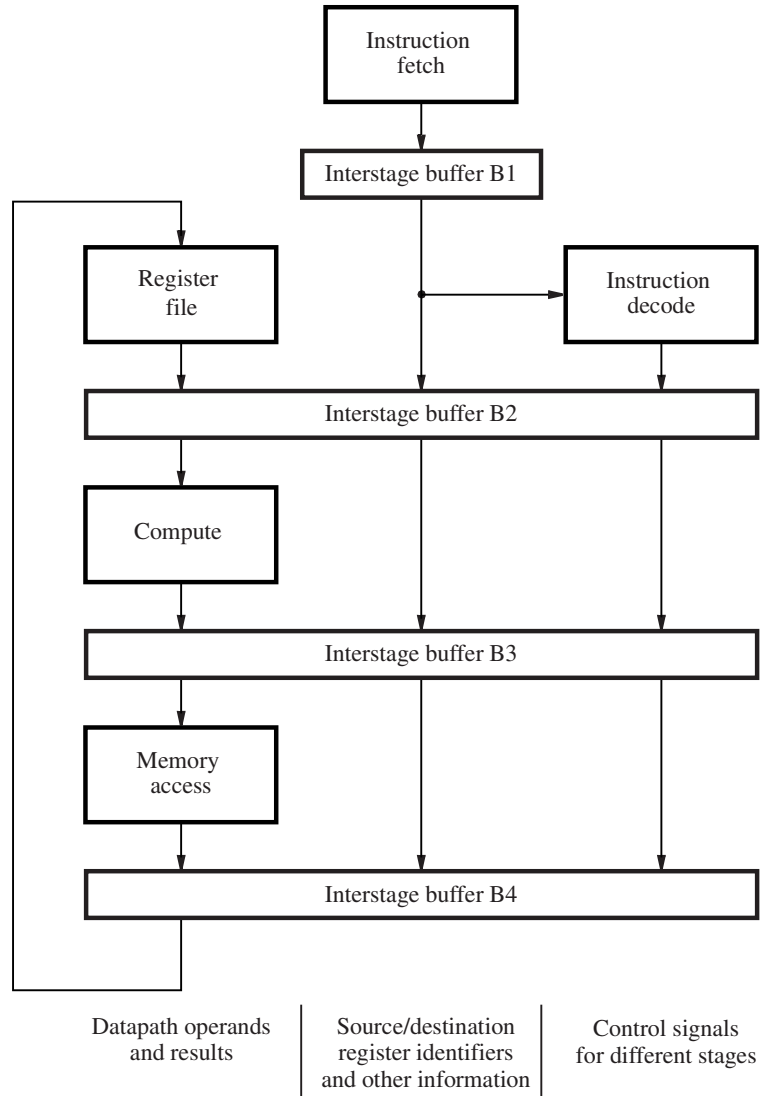 Instruction
fetch
Interstage buffer B1
Register
file
Instruction
decode
Interstage buffer B2
Compute
Interstage buffer B3
Memory
access
Interstage buffer B4
Datapath operands
and results
Source/destination
register identifiers
and other information
Control signals
for different stages